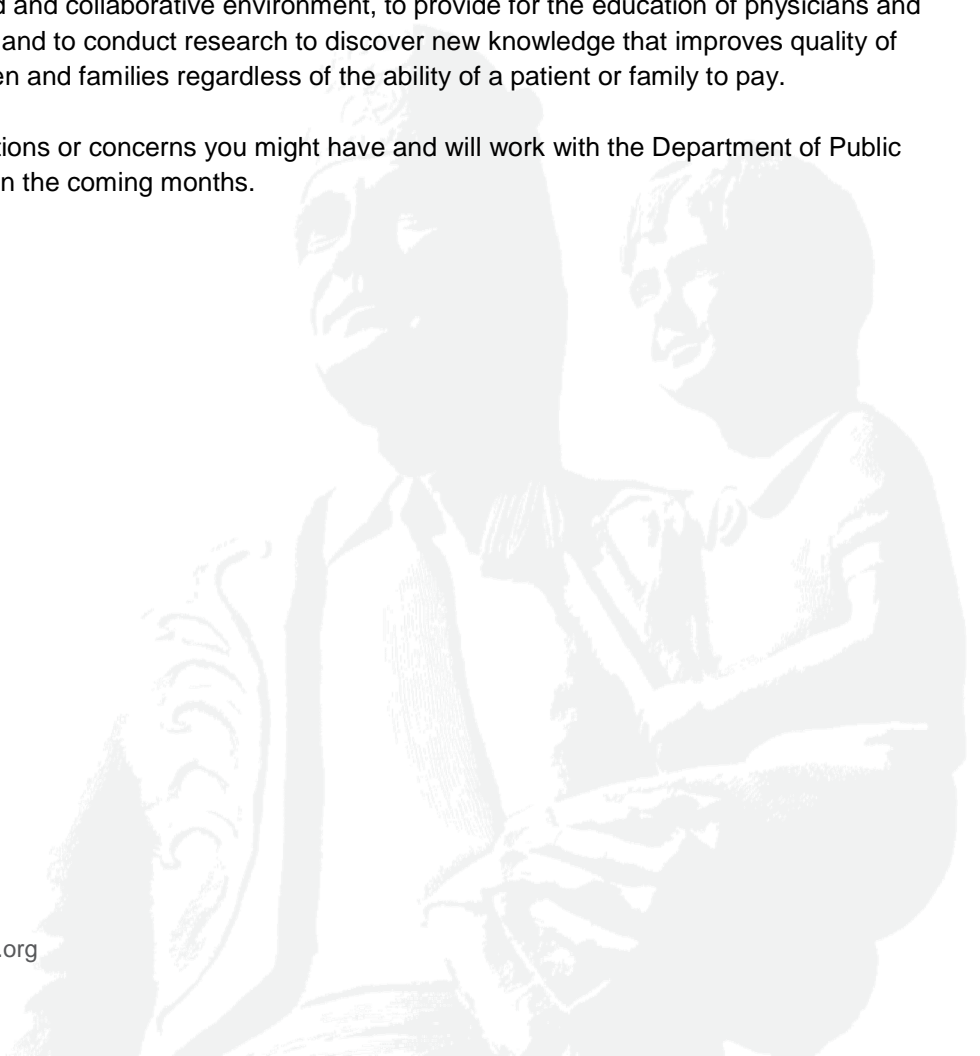 and collaborative environment, to provide for the education of physicians and
and to conduct research to discover new knowledge that improves quality of
and families regardless of the ability of a patient or family to pay.
or concerns you might have and will work with the Department of Public
the coming months.
.org